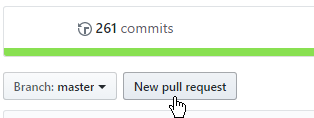 261 commits
Branch: master
New pull request